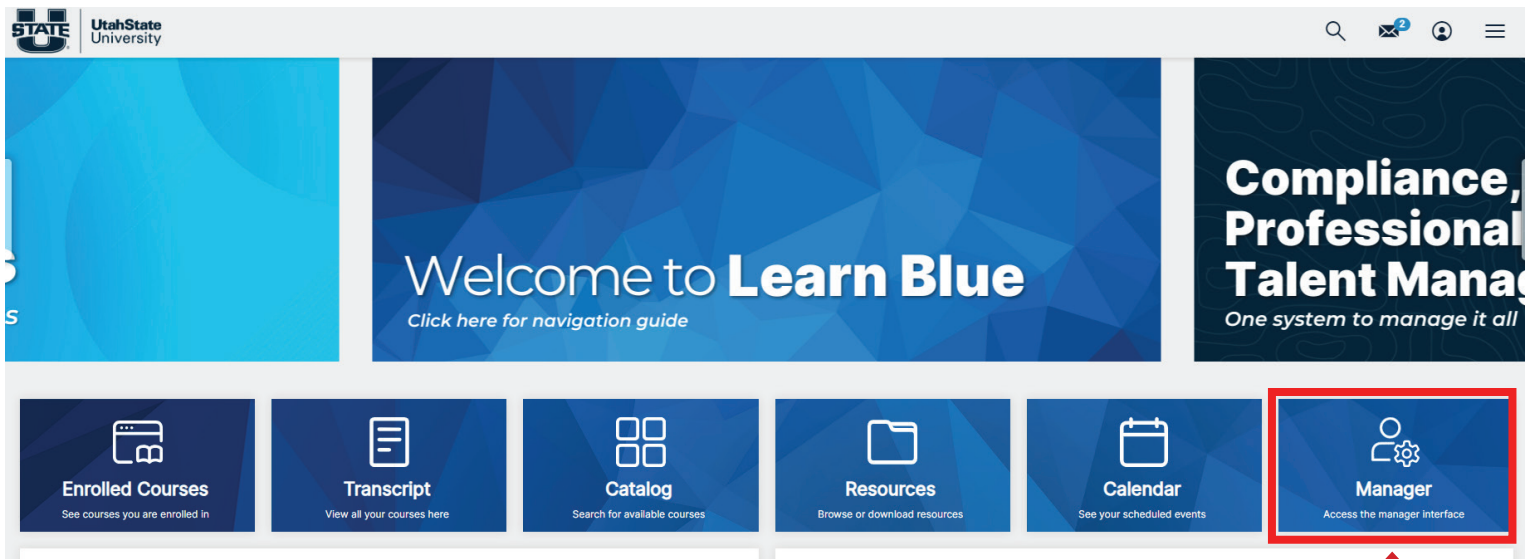 STATE
UtahState
University
2
s
Welcome to Learn Blue
Click here for navigation guide
Compliance,
Professional
Talent Manag
One system to manage it all
Enrolled Courses
See courses you are enrolled in
Transcript
View all your courses here
Catalog
Search for available courses
Resources
Browse or download resources
Calendar
See your scheduled events
Manager
Access the manager interface